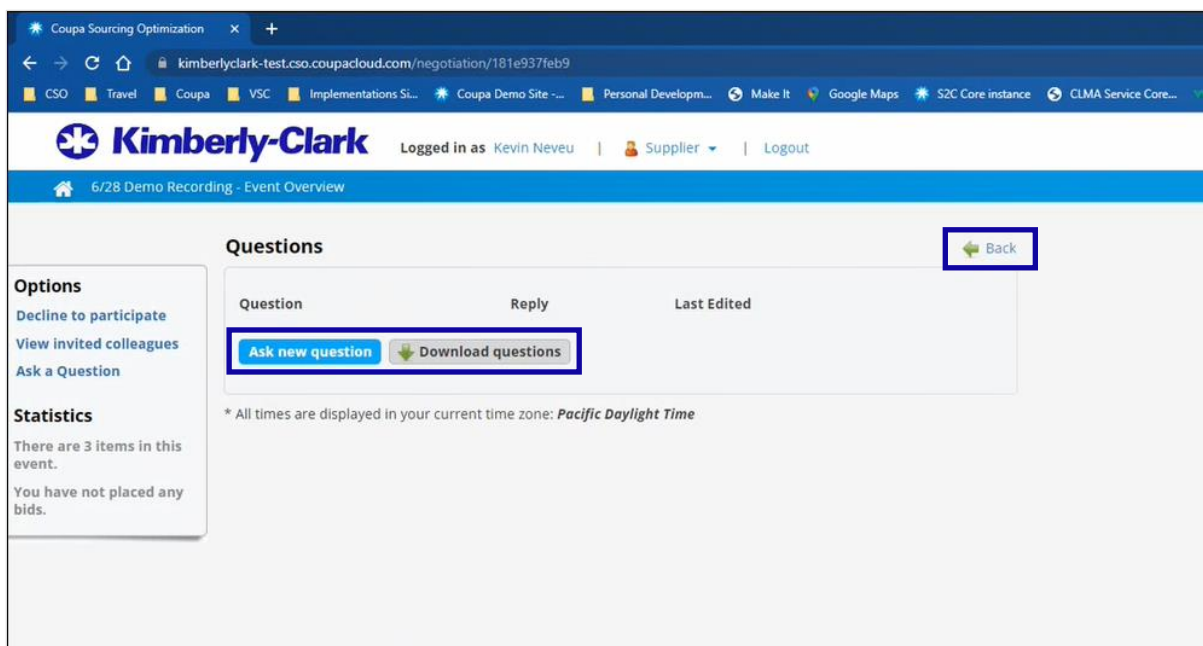 Coupa Sourcing Optimization
kimberlyclark-test.cso.coupacloud.com/negotiation/181e937feb9
CSO Travel Coupa VSC Implementations Si... Coupa Demo Site -... Personal Developm... Make It Google Maps S2C Core instance CLMA Service Core...
Kimberly-Clark Logged in as Kevin Neveu | Supplier | Logout
6/28 Demo Recording - Event Overview
Questions
Back
Options
Decline to participate
View invited colleagues
Ask a Question
Statistics
There are 3 items in this
event.
You have not placed any
bids.
Question Reply Last Edited
Ask new question Download questions
* All times are displayed in your current time zone: Pacific Daylight Time